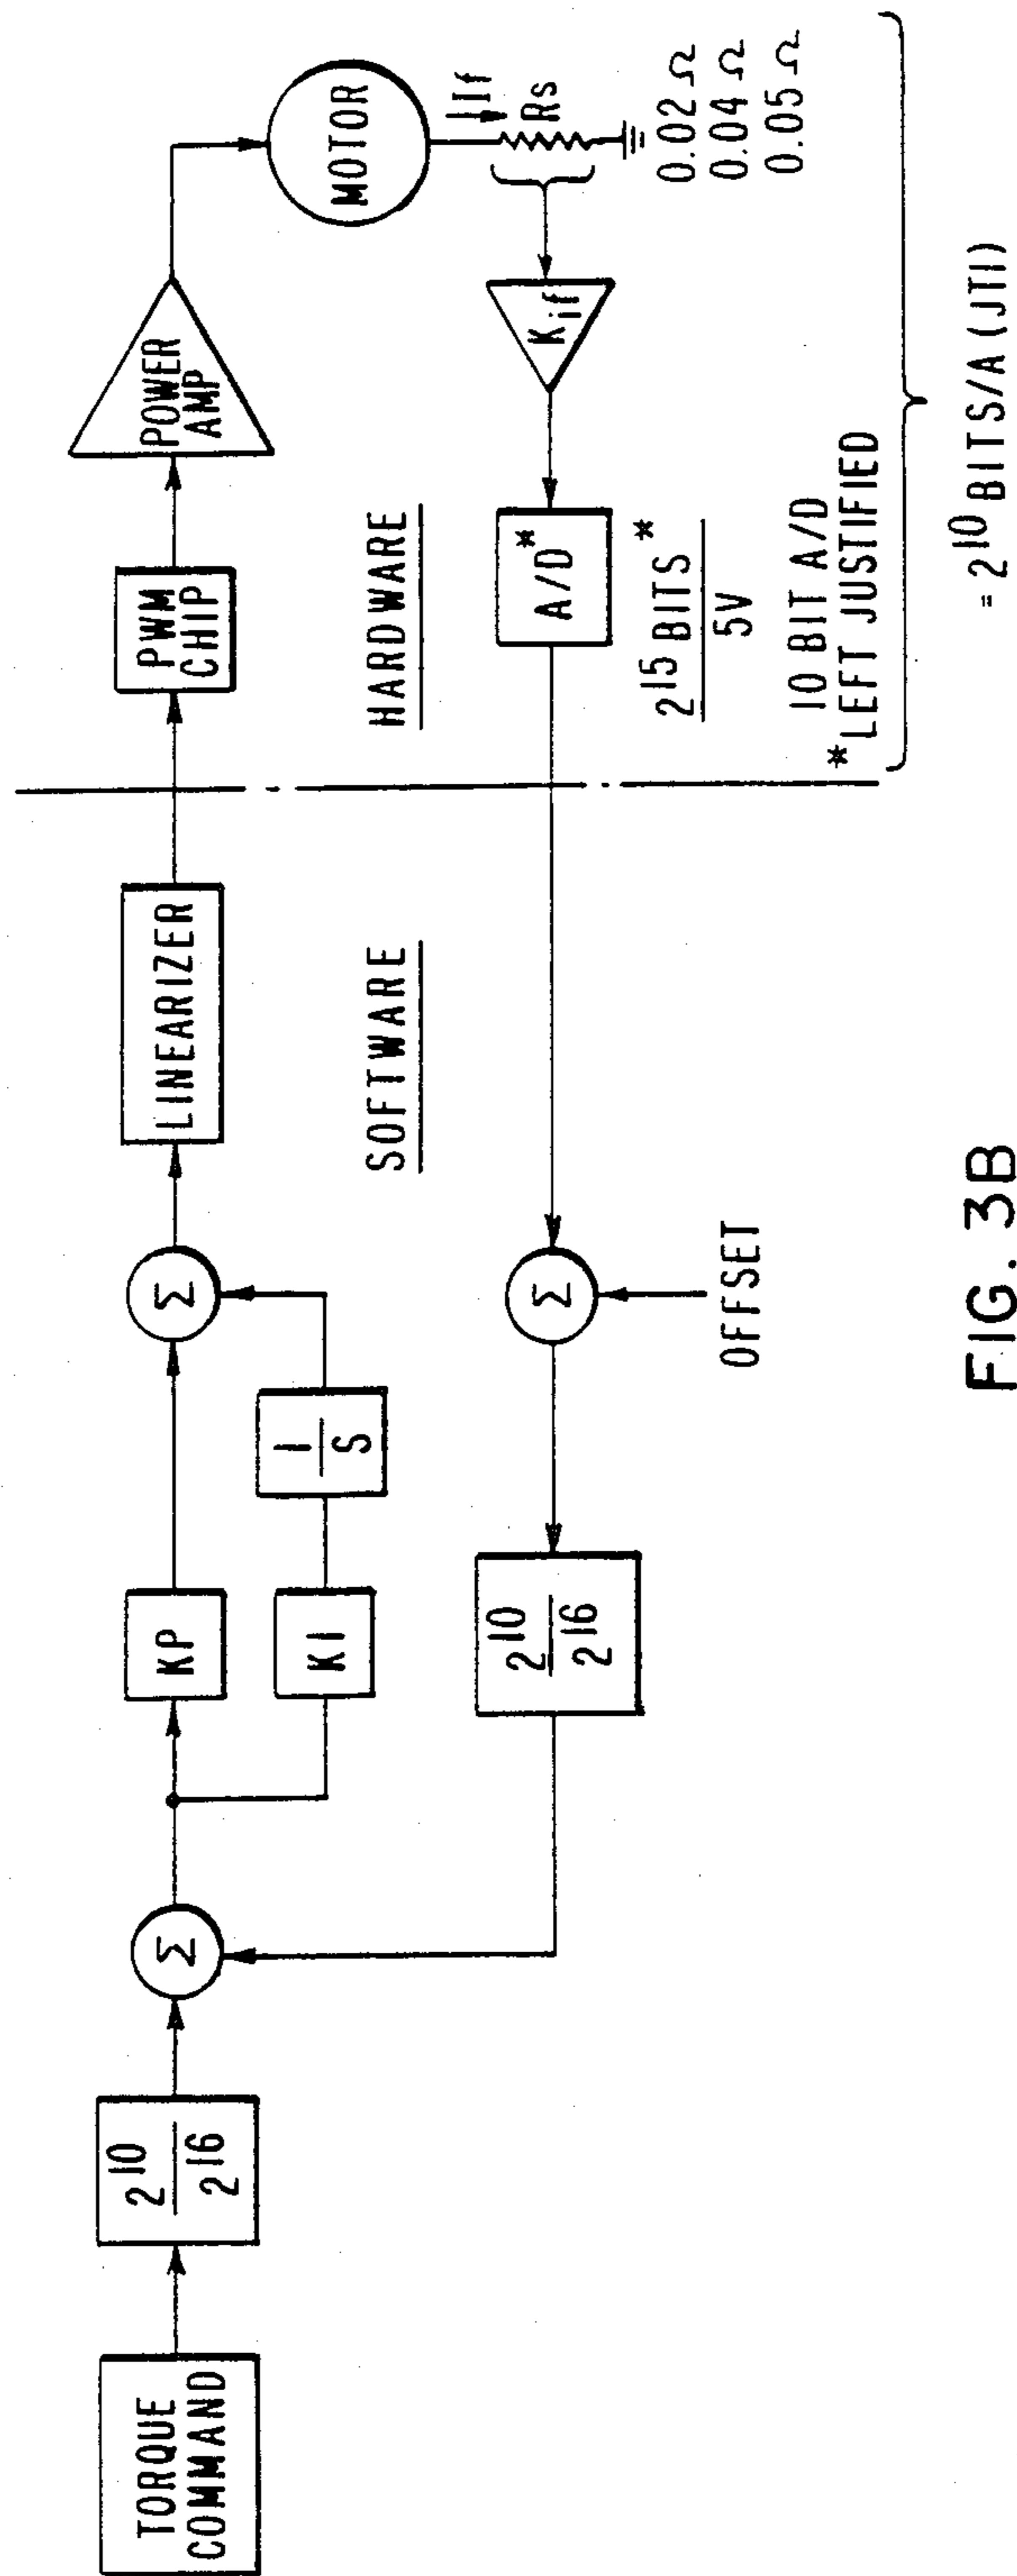 TORQUE
COMMAND
2^10
2^16
Σ
KP
KI
1
S
Σ
LINEARIZER
PWM
CHIP
POWER
AMP
MOTOR
If
Rs
0.02 Ω
0.04 Ω
0.05 Ω
SOFTWARE
HARDWARE
2^10
2^16
Σ
OFFSET
A/D*
Kif
2^15 BITS*
5V
10 BIT A/D
*LEFT JUSTIFIED
= 2^10 BITS/A (JT1)
FIG. 3B